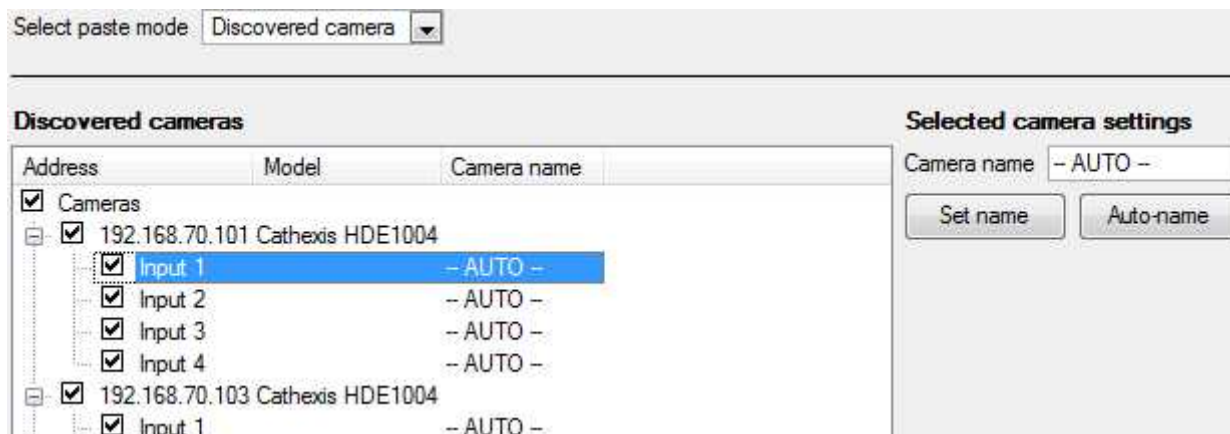 Select paste mode Discovered camera
Discovered cameras
Address Model Camera name
Cameras
192.168.70.101 Cathexis HDE1004
Input 1 -- AUTO --
Input 2 -- AUTO --
Input 3 -- AUTO --
Input 4 -- AUTO --
192.168.70.103 Cathexis HDE1004
Input 1 -- AUTO --
Selected camera settings
Camera name -- AUTO --
Set name Auto-name